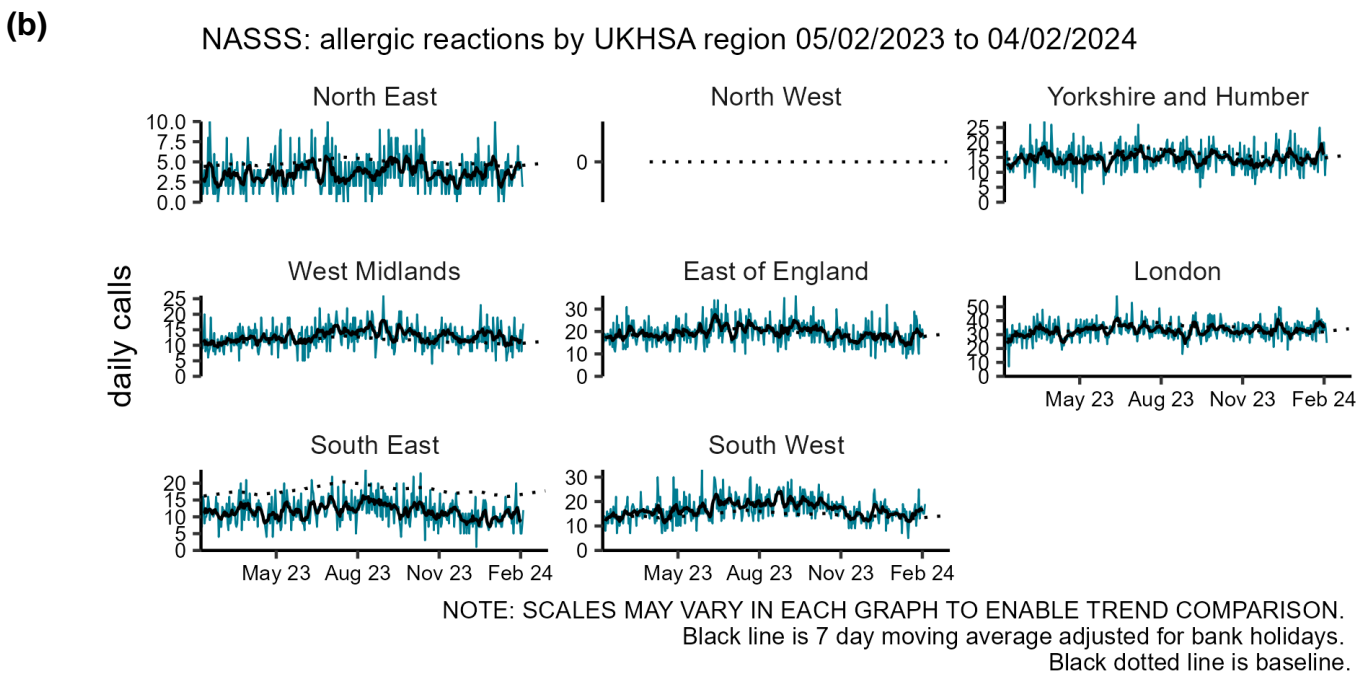 (b)
NASSS: allergic reactions by UKHSA region 05/02/2023 to 04/02/2024
North East
10.0
7.5
5.0
2.5
0.0
North West
0
Yorkshire and Humber
25
20
15
10
5
0
daily calls
West Midlands
25
20
15
10
5
0
East of England
30
20
10
0
London
50
40
30
20
10
0
May 23 Aug 23 Nov 23 Feb 24
South East
20
15
10
5
0
May 23 Aug 23 Nov 23 Feb 24
South West
30
20
10
0
May 23 Aug 23 Nov 23 Feb 24
NOTE: SCALES MAY VARY IN EACH GRAPH TO ENABLE TREND COMPARISON.
Black line is 7 day moving average adjusted for bank holidays.
Black dotted line is baseline.